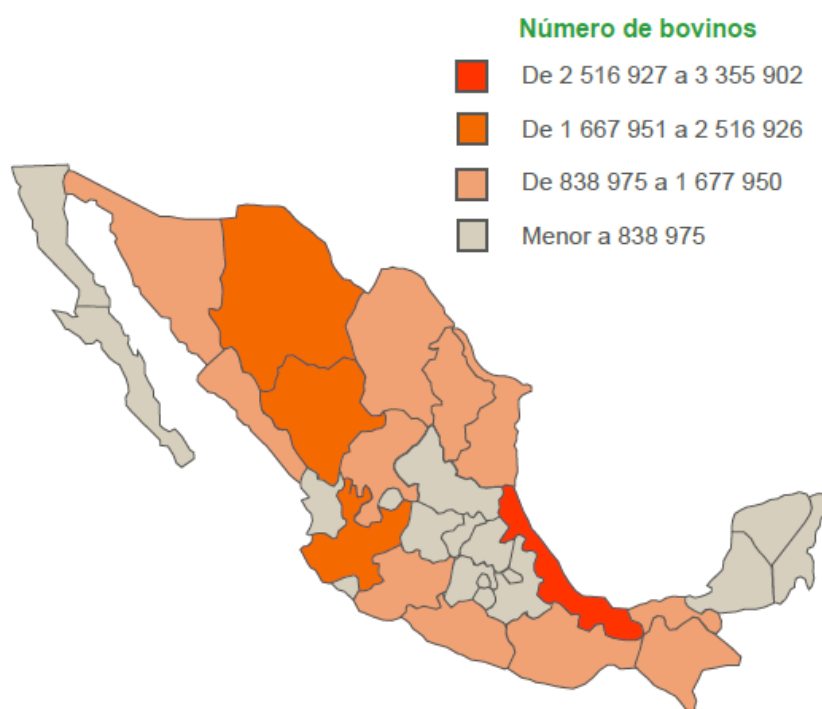 Número de bovinos
De 2 516 927 a 3 355 902
De 1 667 951 a 2 516 926
De 838 975 a 1 677 950
Menor a 838 975